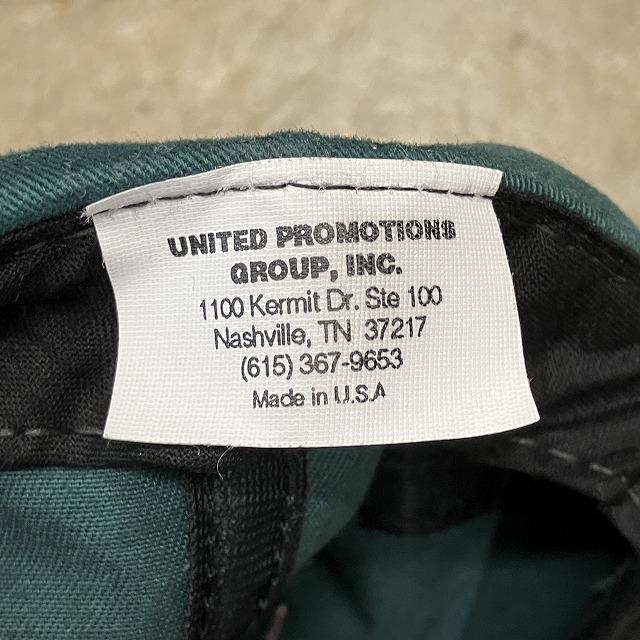 UNITED PROMOTIONS
GROUP, INC.
1100 Kermit Dr. Ste 100
Nashville, TN 37217
(615) 367-9653
Made in U.S.A